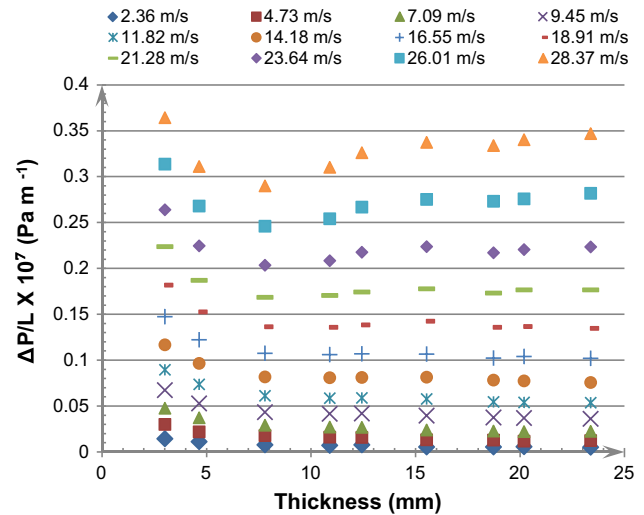 2.36 m/s 4.73 m/s 7.09 m/s 9.45 m/s
11.82 m/s 14.18 m/s 16.55 m/s 18.91 m/s
21.28 m/s 23.64 m/s 26.01 m/s 28.37 m/s
0.4
0.35
0.3
0.25
0.2
0.15
0.1
0.05
0
ΔP/L X 10⁷ (Pa m ⁻¹)
0 5 10 15 20 25
Thickness (mm)